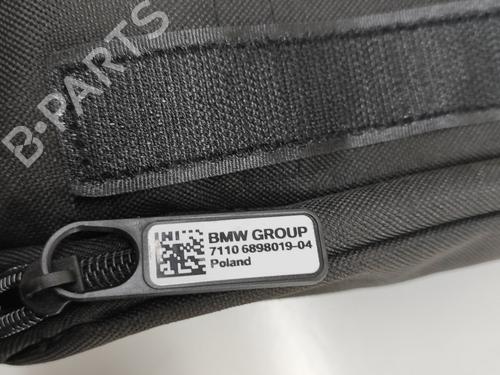 B-PARTS
BMW GROUP
7110 6898019-04
Poland